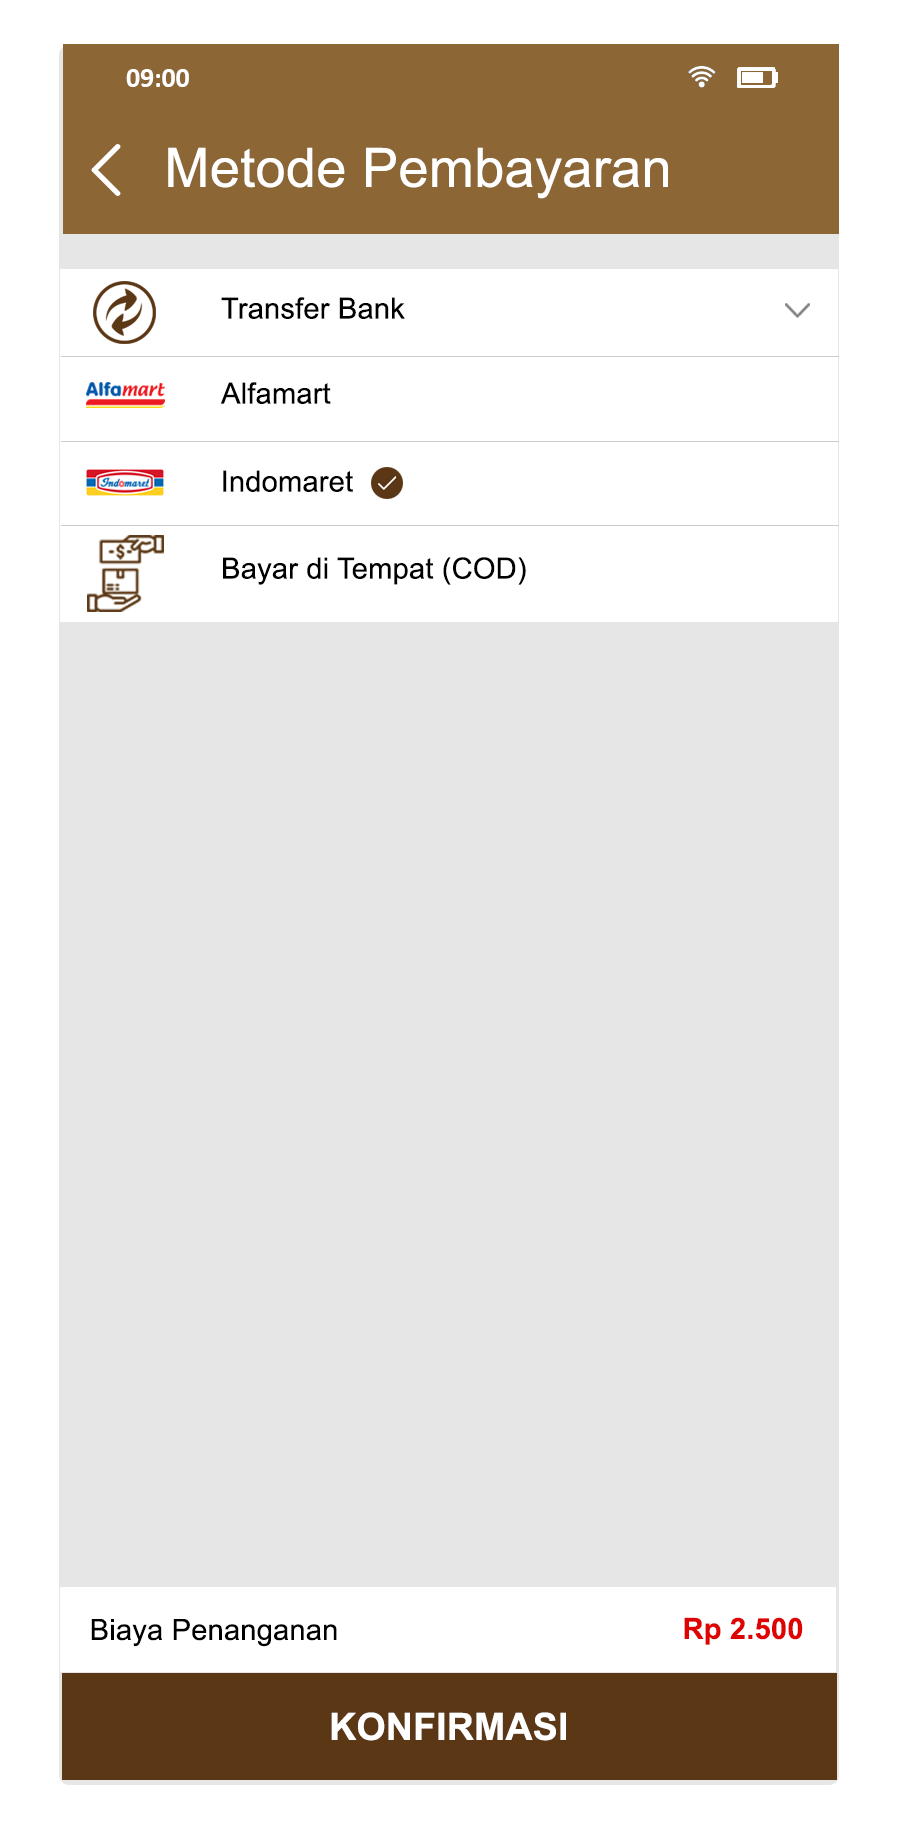 09:00
Metode Pembayaran
Transfer Bank
Alfamart Alfamart
Indomaret Indomaret
-$-
Bayar di Tempat (COD)
Biaya Penanganan Rp 2.500
KONFIRMASI